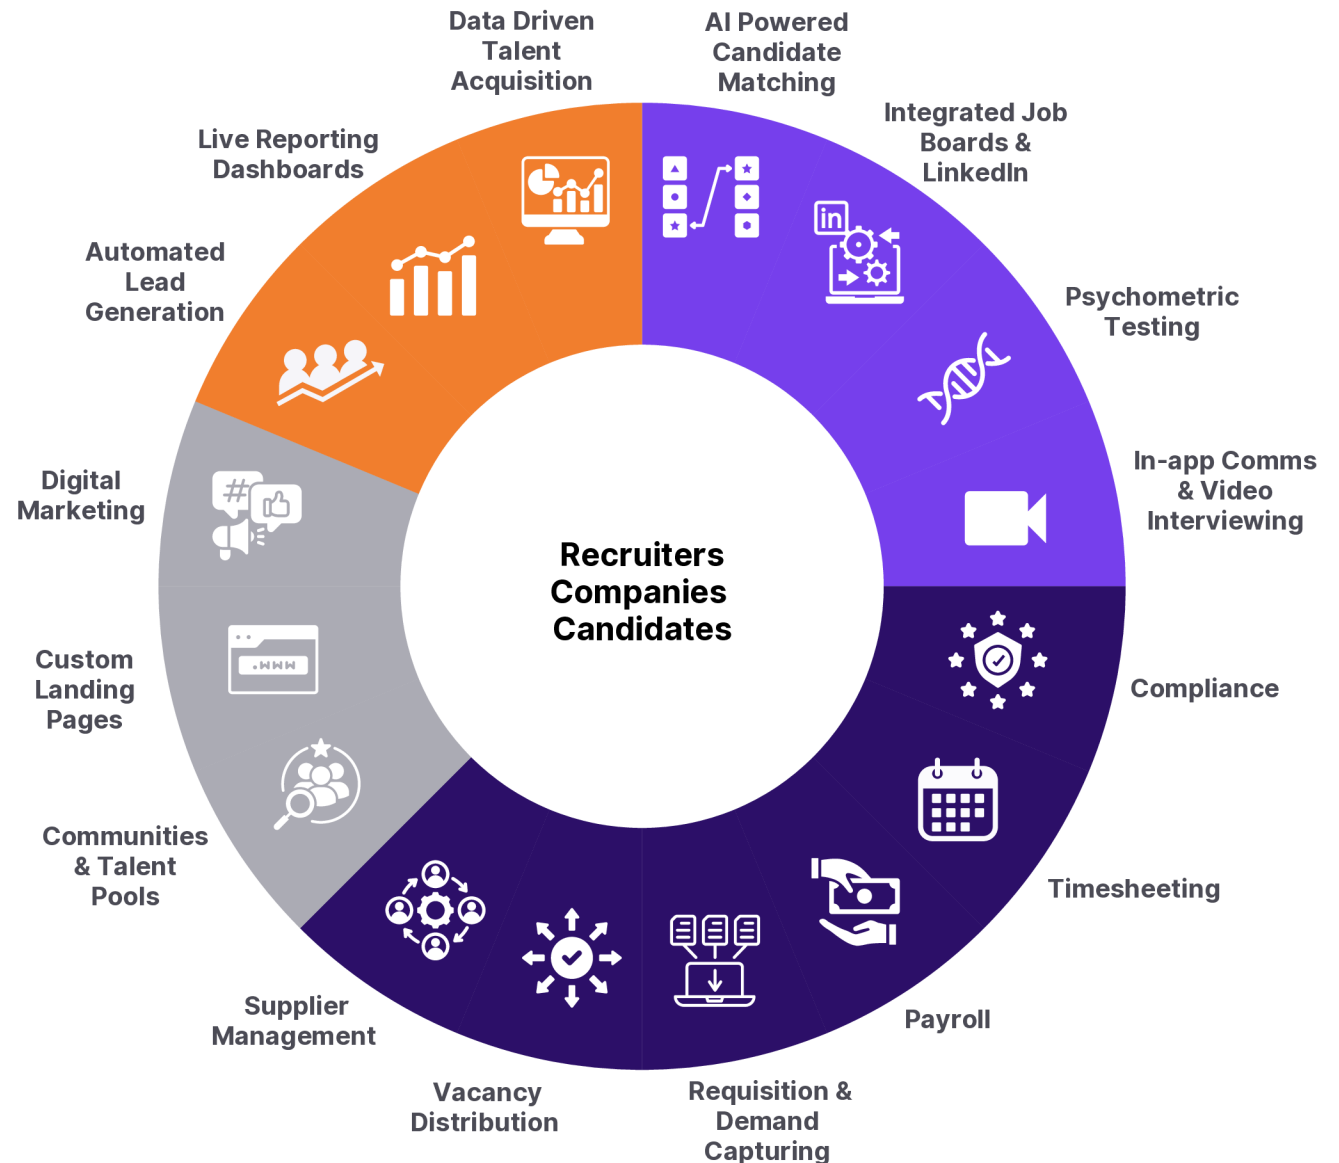 Data Driven
Talent
Acquisition
AI Powered
Candidate
Matching
Integrated Job
Boards &
LinkedIn
in
Psychometric
Testing
In-app Comms
& Video
Interviewing
Compliance
Timesheeting
Payroll
Requisition &
Demand
Capturing
Vacancy
Distribution
Supplier
Management
Communities
& Talent
Pools
Custom
Landing
Pages
.WWW
Digital
Marketing
#
Automated
Lead
Generation
Live Reporting
Dashboards
Recruiters
Companies
Candidates